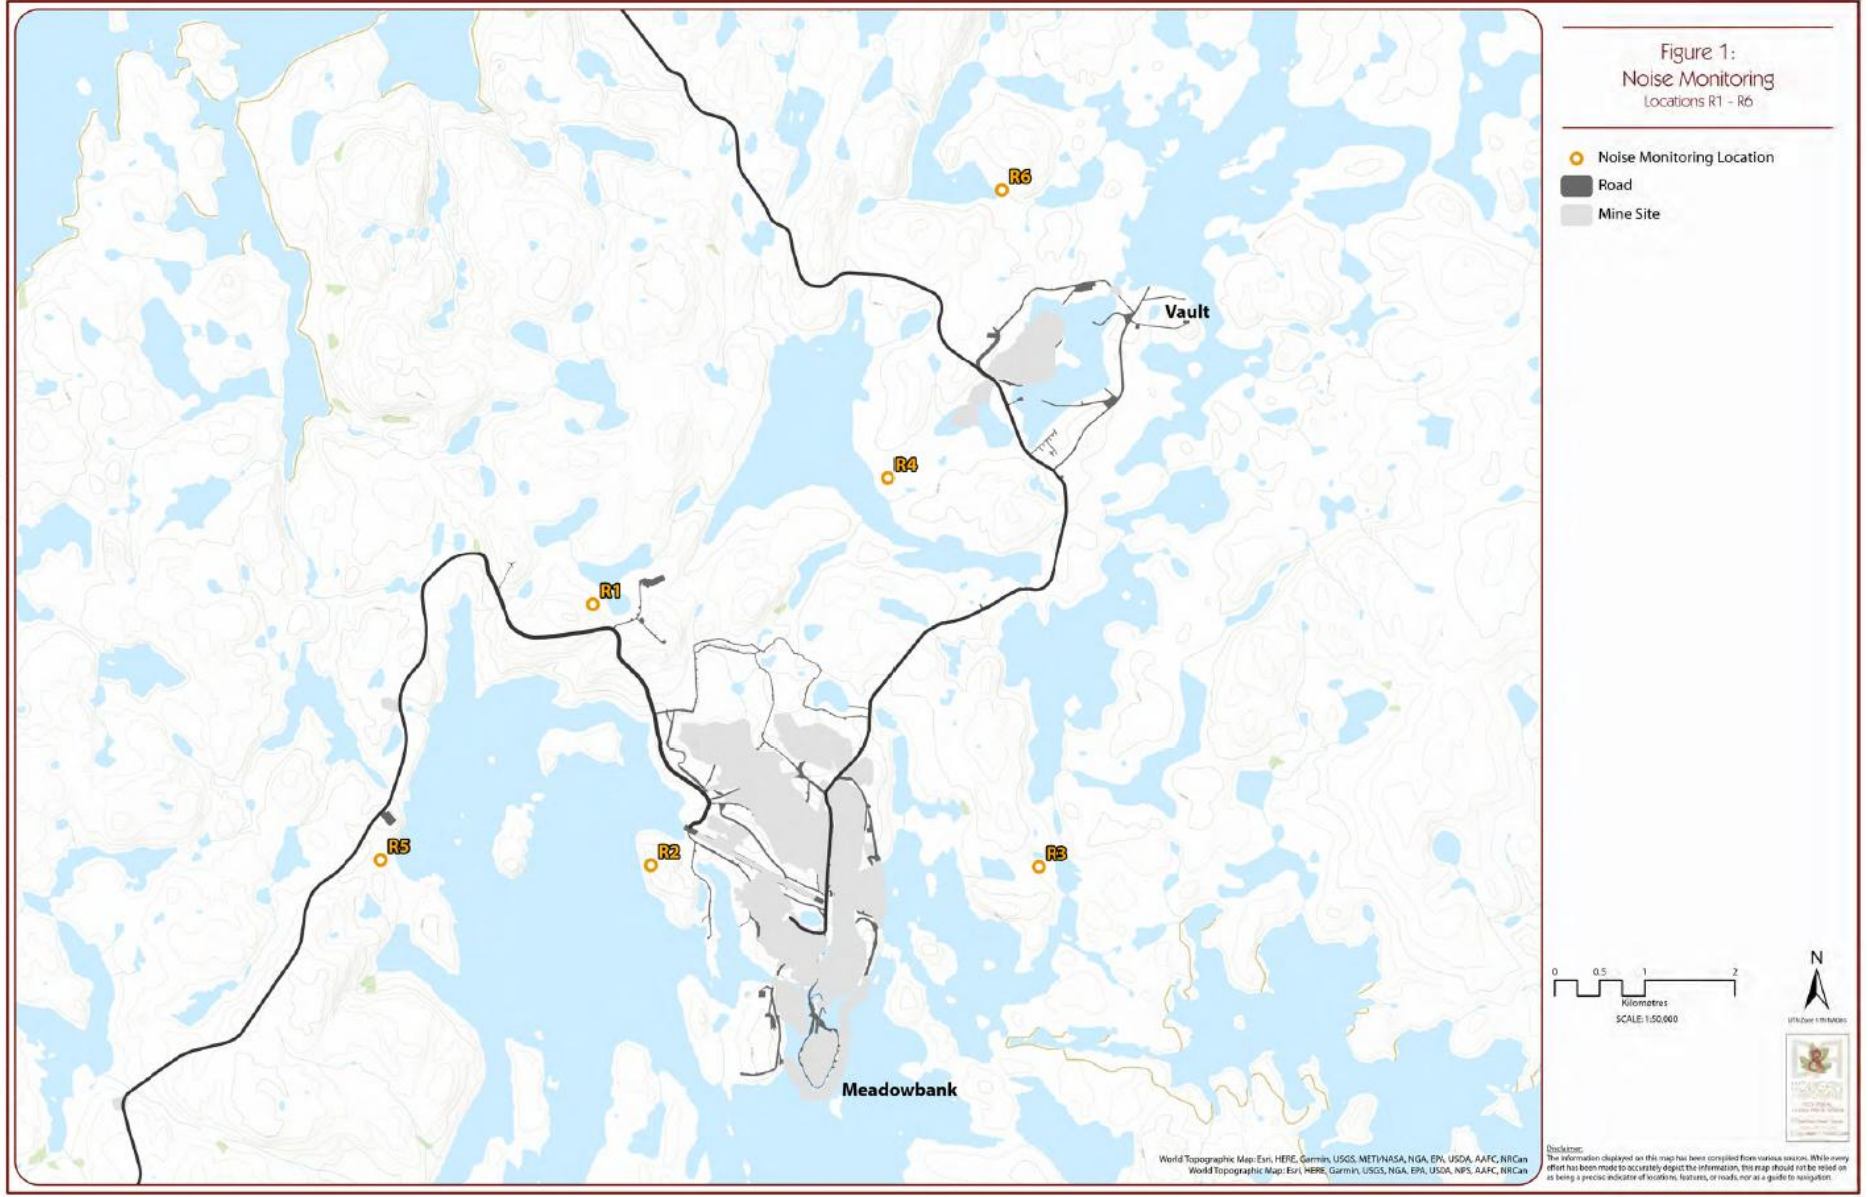 Figure 1:
Noise Monitoring
Locations R1 - R6
Noise Monitoring Location
Road
Mine Site
R6
Vault
R4
R1
R5
R2
R3
Meadowbank
N
0 0.5 1 2
Kilometres
SCALE: 1:50,000
World Topographic Map: Esri, HERE, Garmin, USGS, METI/NASA, NGA, EPA, USDA, AAFC, NRCan
World Topographic Map: Esri, HERE, Garmin, USGS, NGA, EPA, USDA, NPS, AAFC, NRCan
Disclaimer:
The information displayed on this map has been compiled from various sources. While every
effort has been made to accurately depict the information, this map should not be relied on
as being a precise indicator of locations, features, or roads, nor as a guide to navigation.